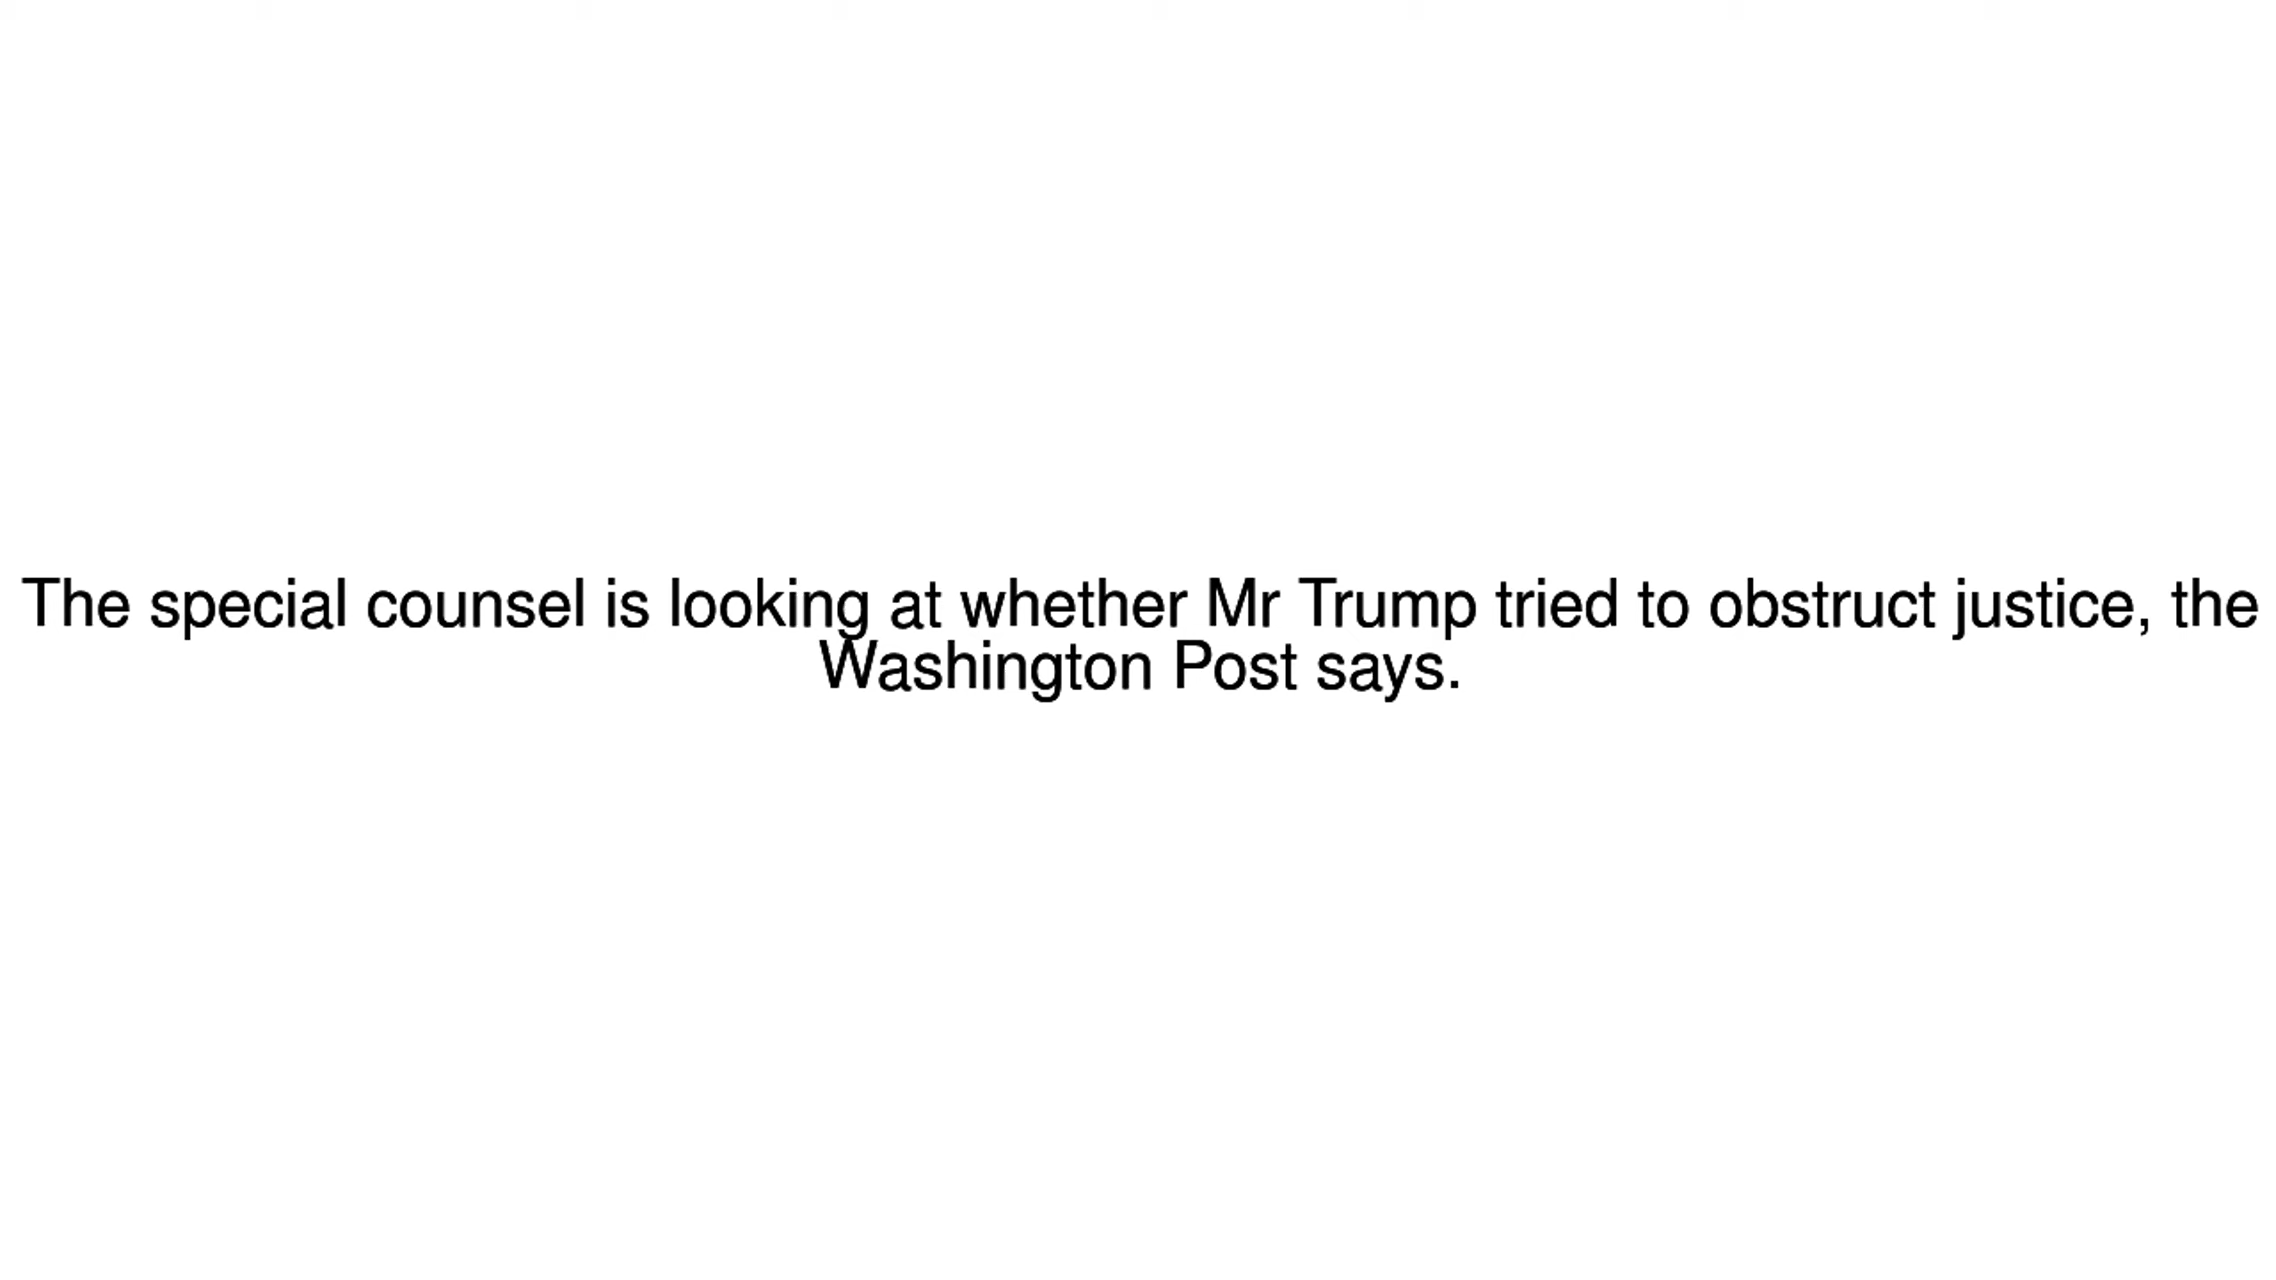 The special counsel is looking at whether Mr Trump tried to obstruct justice, the
Washington Post says.